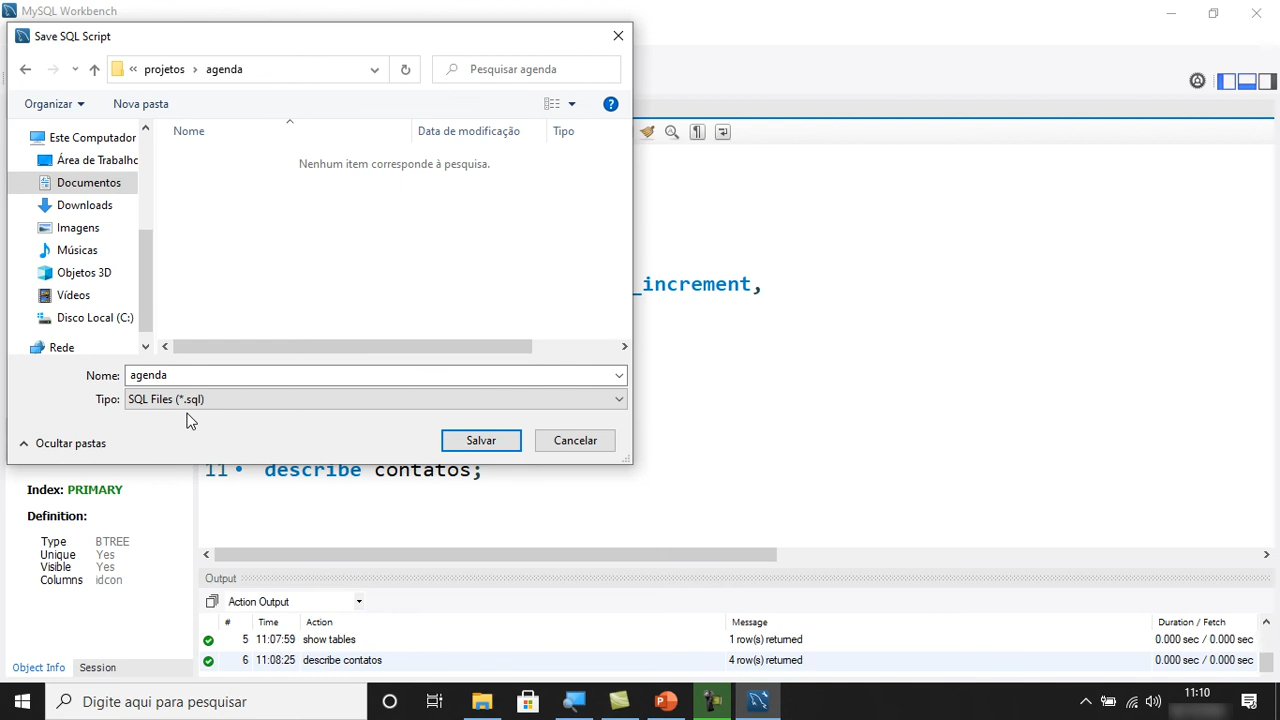 MySQL Workbench
Save SQL Script
projetos › agenda
Pesquisar agenda
Organizar
Nova pasta
Este Computador
Área de Trabalho
Documentos
Downloads
Imagens
Músicas
Objetos 3D
Vídeos
Disco Local (C:)
Rede
Nome
Data de modificação
Tipo
Nenhum item corresponde à pesquisa.
Nome: agenda
Tipo: SQL Files (*.sql)
Ocultar pastas
Salvar
Cancelar
_increment,
11 • describe contatos;
Index: PRIMARY
Definition:
Type BTREE
Unique Yes
Visible Yes
Columns idcon
Object Info Session
Output
Action Output
# Time Action Message Duration / Fetch
5 11:07:59 show tables 1 row(s) returned 0.000 sec / 0.000 sec
6 11:08:25 describe contatos 4 row(s) returned 0.000 sec / 0.000 sec
Digite aqui para pesquisar
11:10